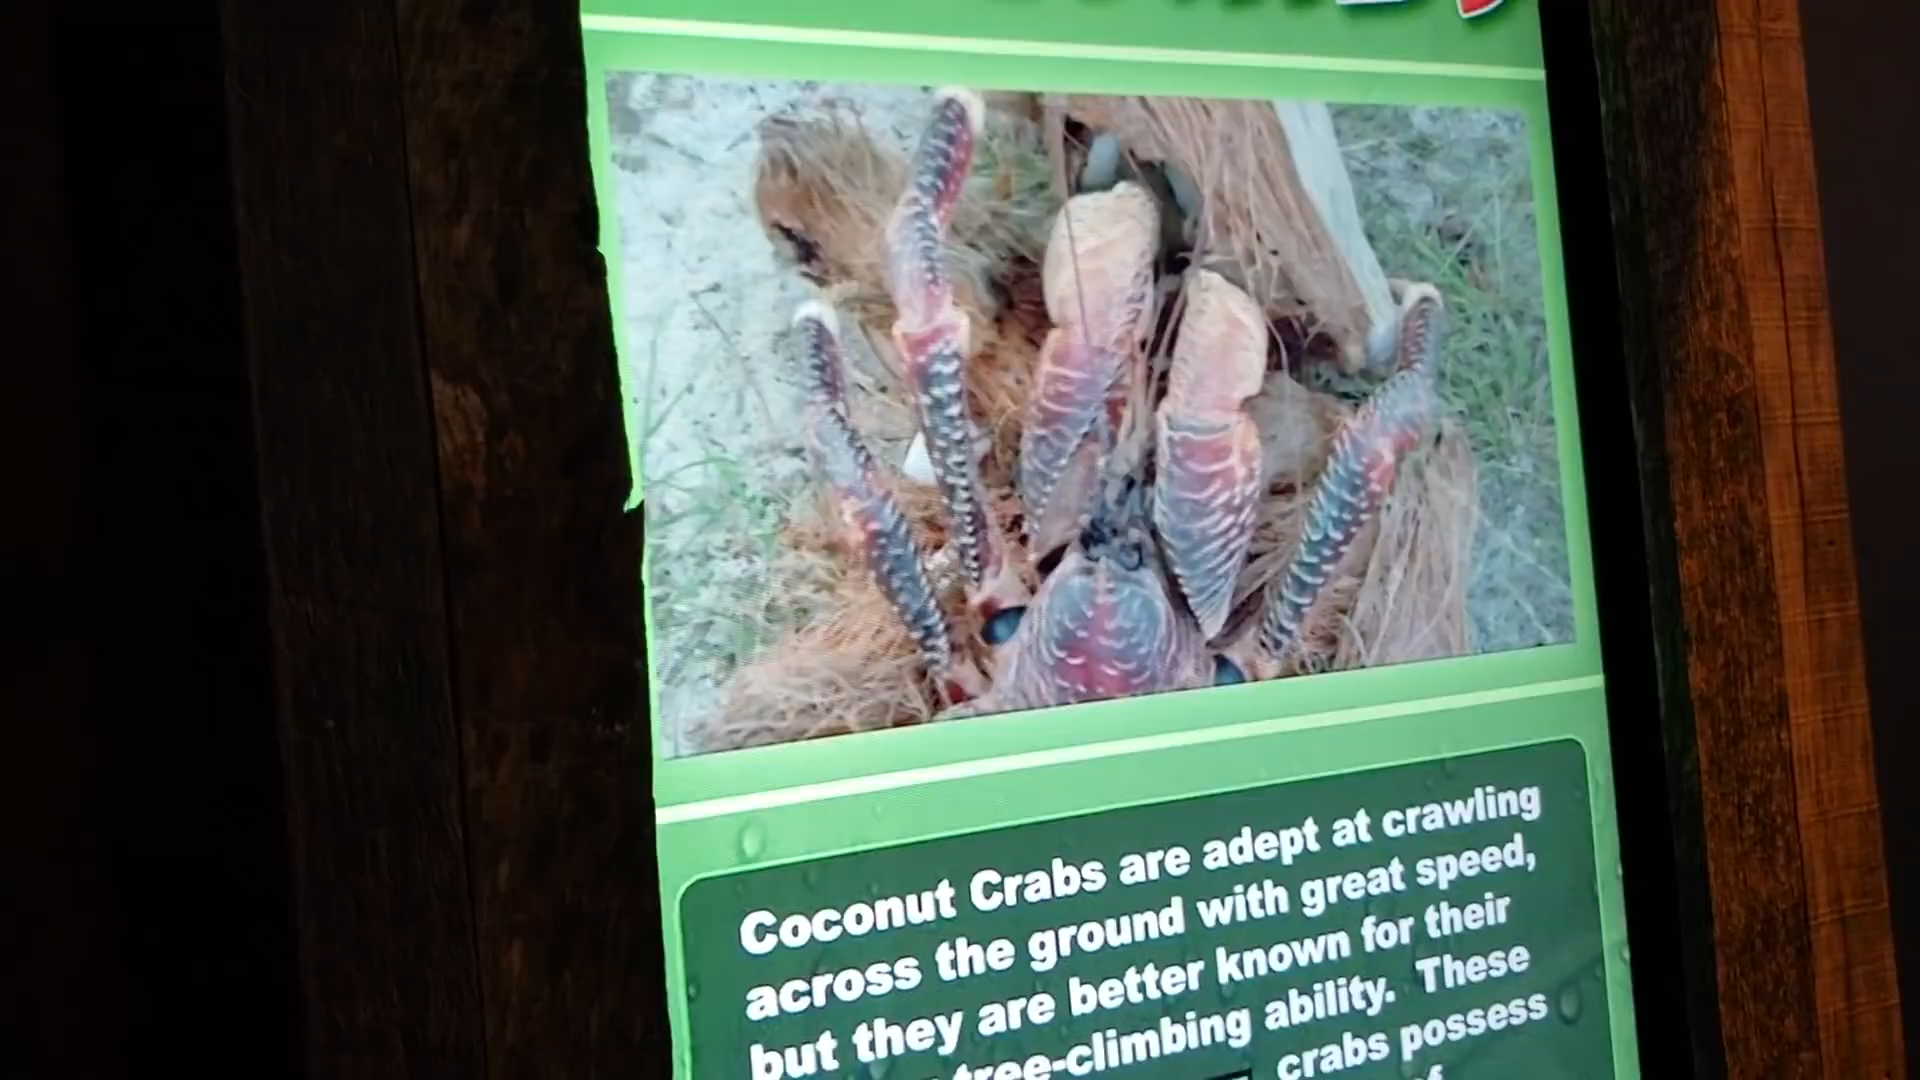 Coconut Crabs are adept at crawling
across the ground with great speed,
but they are better known for their
tree-climbing ability. These
crabs possess